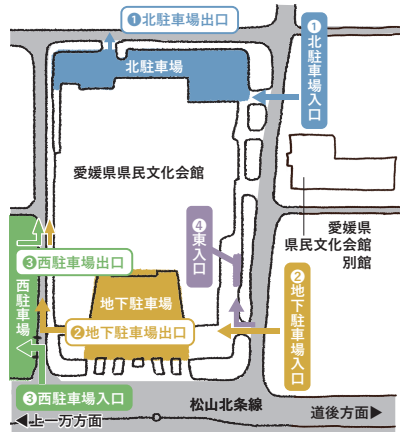 ❶北駐車場出口
❶北駐車場入口
北駐車場
愛媛県県民文化会館
愛媛県
県民文化会館
別館
❹東入口
❸西駐車場出口
西駐車場
地下駐車場
❷地下駐車場出口
❷地下駐車場入口
❸西駐車場入口
◀上一万方面
松山北条線
道後方面▶